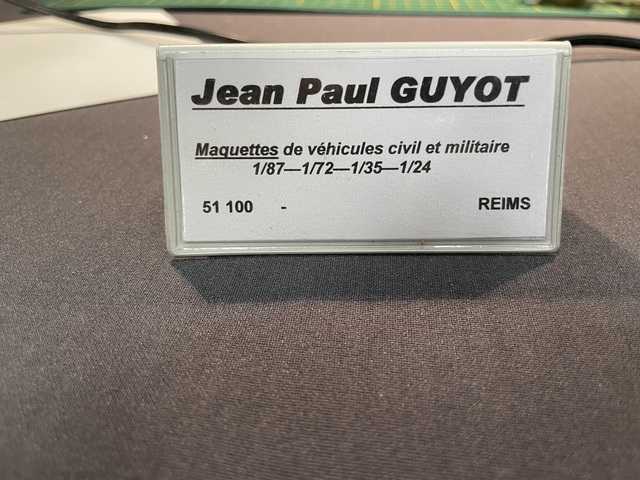 Jean Paul GUYOT
Maquettes de véhicules civil et militaire
1/87—1/72—1/35—1/24
51 100 - REIMS